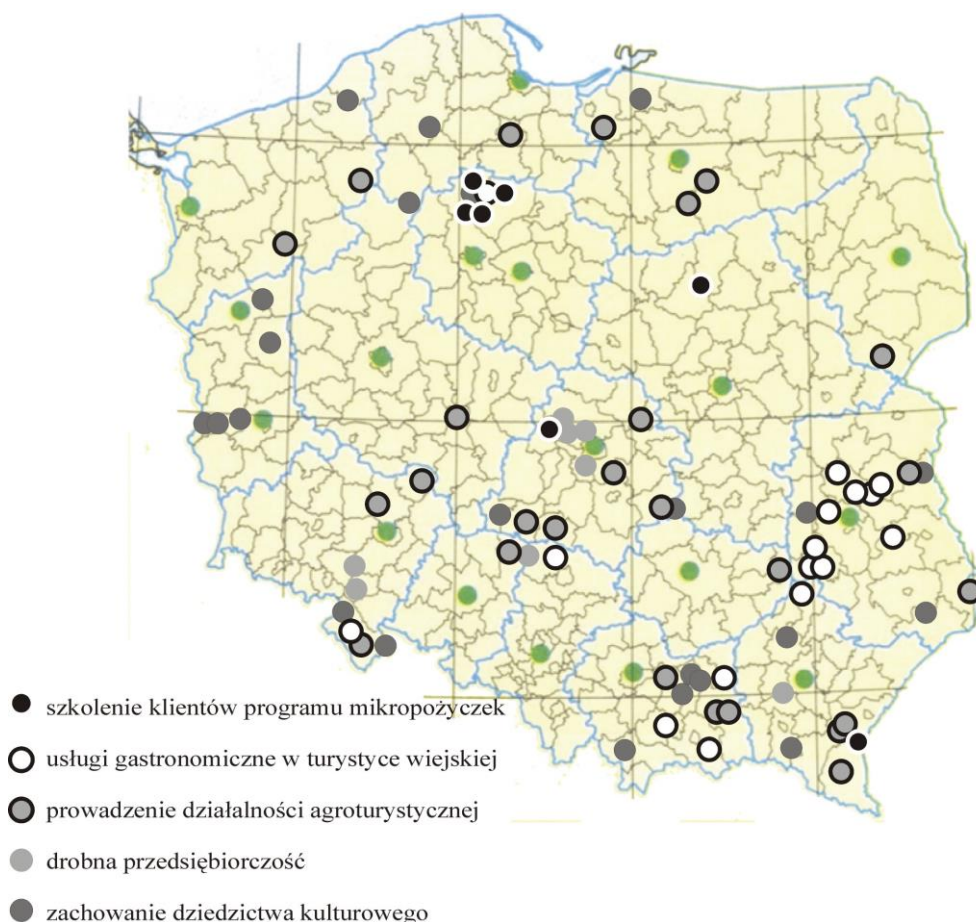 szkolenie klientów programu mikropożyczek
usługi gastronomiczne w turystyce wiejskiej
prowadzenie działalności agroturystycznej
drobna przedsiębiorczość
zachowanie dziedzictwa kulturowego